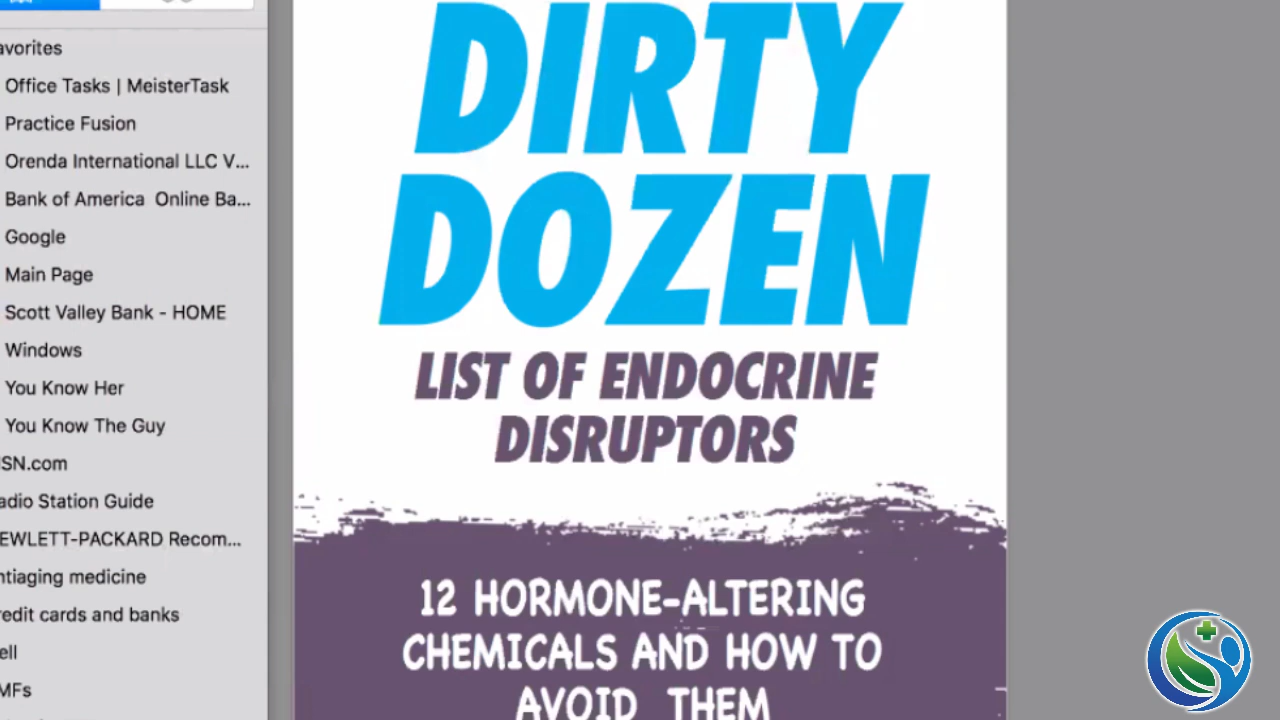 avorites
Office Tasks | MeisterTask
Practice Fusion
Orenda International LLC V...
Bank of America  Online Ba...
Google
Main Page
Scott Valley Bank - HOME
Windows
You Know Her
You Know The Guy
SN.com
adio Station Guide
EWLETT-PACKARD Recom...
ntiaging medicine
redit cards and banks
ell
MFs
DIRTY
DOZEN
LIST OF ENDOCRINE
DISRUPTORS
12 HORMONE-ALTERING
CHEMICALS AND HOW TO
AVOID THEM